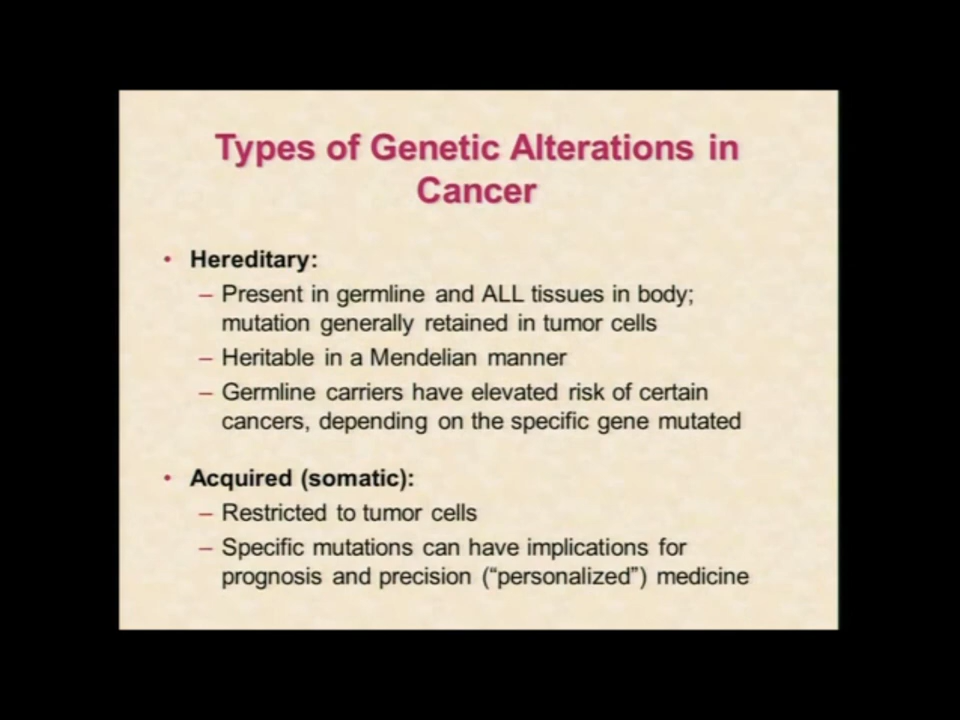 Types of Genetic Alterations in
Cancer
• Hereditary:
– Present in germline and ALL tissues in body;
mutation generally retained in tumor cells
– Heritable in a Mendelian manner
– Germline carriers have elevated risk of certain
cancers, depending on the specific gene mutated
• Acquired (somatic):
– Restricted to tumor cells
– Specific mutations can have implications for
prognosis and precision (“personalized”) medicine